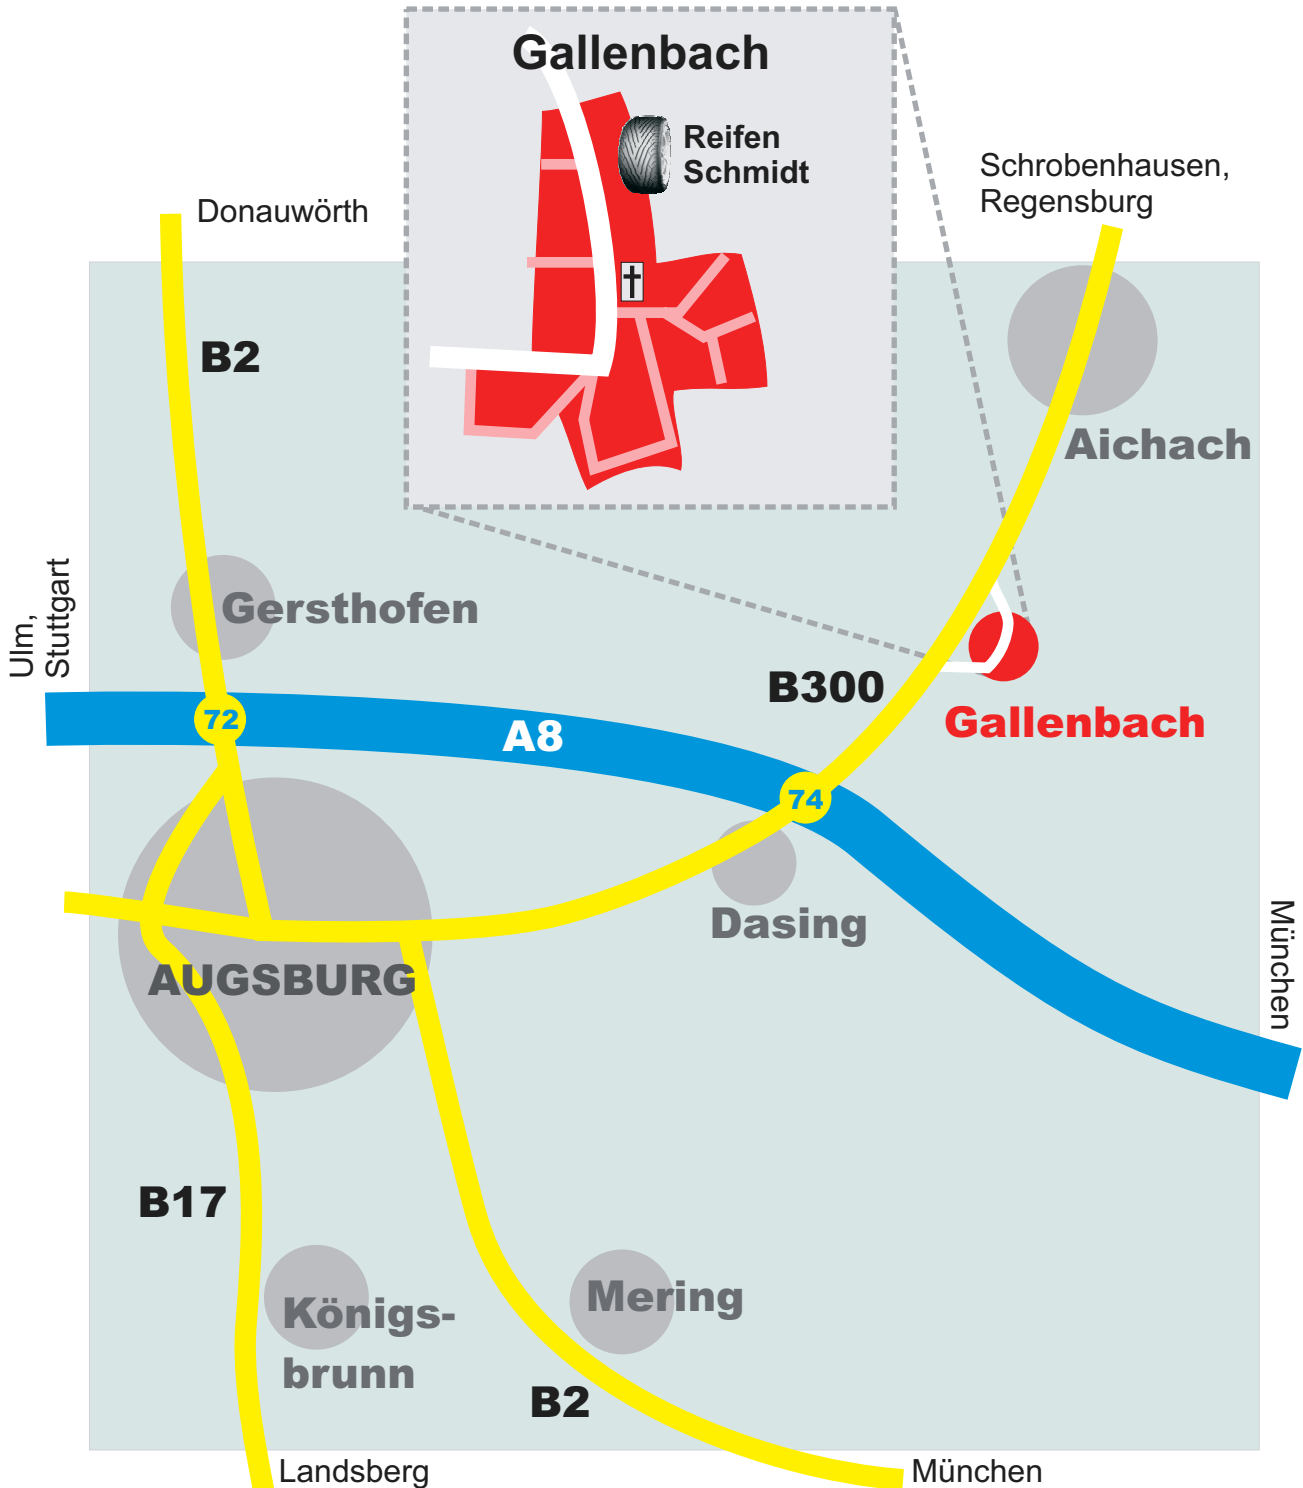 Gallenbach
Reifen
Schmidt
Schrobenhausen,
Regensburg
Donauwörth
B2
Aichach
Ulm,
Stuttgart
Gersthofen
B300
72
A8
Gallenbach
74
Dasing
München
AUGSBURG
B17
Königs-
brunn
Mering
B2
Landsberg
München